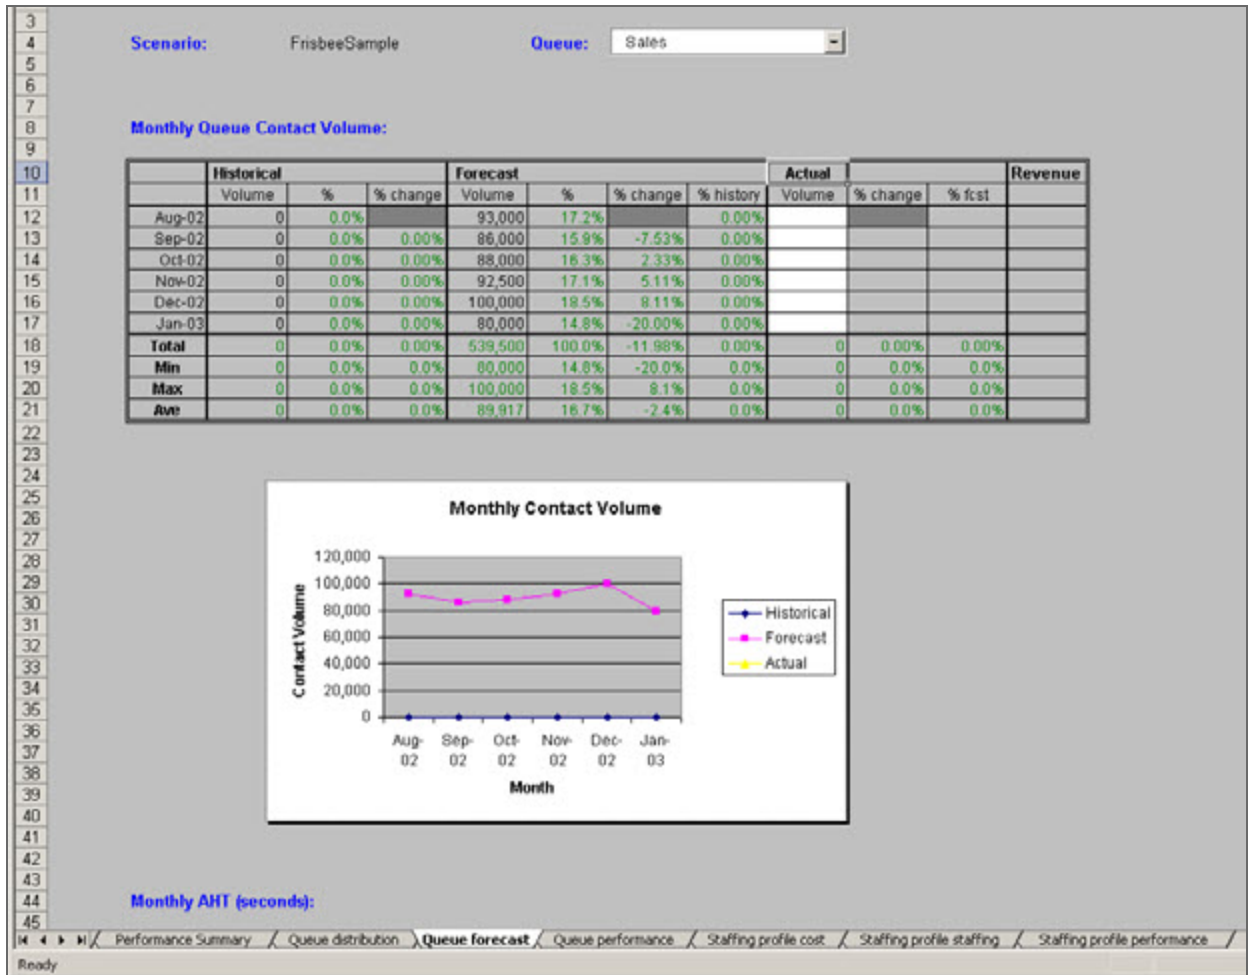 3
4 Scenario: FrisbeeSample Queue: Sales
5
6
7
8 Monthly Queue Contact Volume:
9
10 Historical Forecast Actual Revenue
11 Volume % % change Volume % % change % history Volume % change % fcst
12 Aug-02 0 0.0% 93,000 17.2% 0.00%
13 Sep-02 0 0.0% 0.00% 86,000 15.9% -7.53% 0.00%
14 Oct-02 0 0.0% 0.00% 88,000 16.3% 2.33% 0.00%
15 Nov-02 0 0.0% 0.00% 92,500 17.1% 5.11% 0.00%
16 Dec-02 0 0.0% 0.00% 100,000 18.5% 8.11% 0.00%
17 Jan-03 0 0.0% 0.00% 80,000 14.8% -20.00% 0.00%
18 Total 0 0.0% 0.00% 539,500 100.0% -11.98% 0.00% 0 0.00% 0.00%
19 Min 0 0.0% 0.0% 80,000 14.8% -20.0% 0.0% 0 0.0% 0.0%
20 Max 0 0.0% 0.0% 100,000 18.5% 8.1% 0.0% 0 0.0% 0.0%
21 Ave 0 0.0% 0.0% 89,917 16.7% -2.4% 0.0% 0 0.0% 0.0%
22
23
24
25 Monthly Contact Volume
26
27
28 120,000
29 100,000
30 80,000 Historical
31 60,000 Forecast
32 40,000 Actual
33 20,000
34 0
35 Contact Volume
36 Aug-02 Sep-02 Oct-02 Nov-02 Dec-02 Jan-03
37
38
39 Month
40
41
42
43
44 Monthly AHT (seconds):
45
Performance Summary Queue distribution Queue forecast Queue performance Staffing profile cost Staffing profile staffing Staffing profile performance
Ready